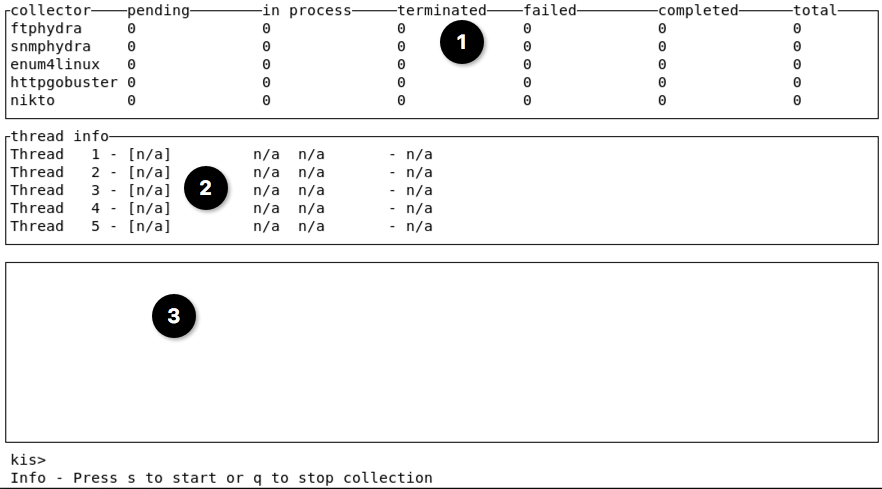 collector pending in process terminated failed completed total
ftphydra 0 0 0 0 0 0
snmphydra 0 0 0 0 0 0
enum4linux 0 0 0 0 0 0
httpgobuster 0 0 0 0 0 0
nikto 0 0 0 0 0 0
1
thread info
Thread 1 - [n/a] n/a n/a - n/a
Thread 2 - [n/a] n/a n/a - n/a
Thread 3 - [n/a] n/a n/a - n/a
Thread 4 - [n/a] n/a n/a - n/a
Thread 5 - [n/a] n/a n/a - n/a
2
3
kis>
Info - Press s to start or q to stop collection